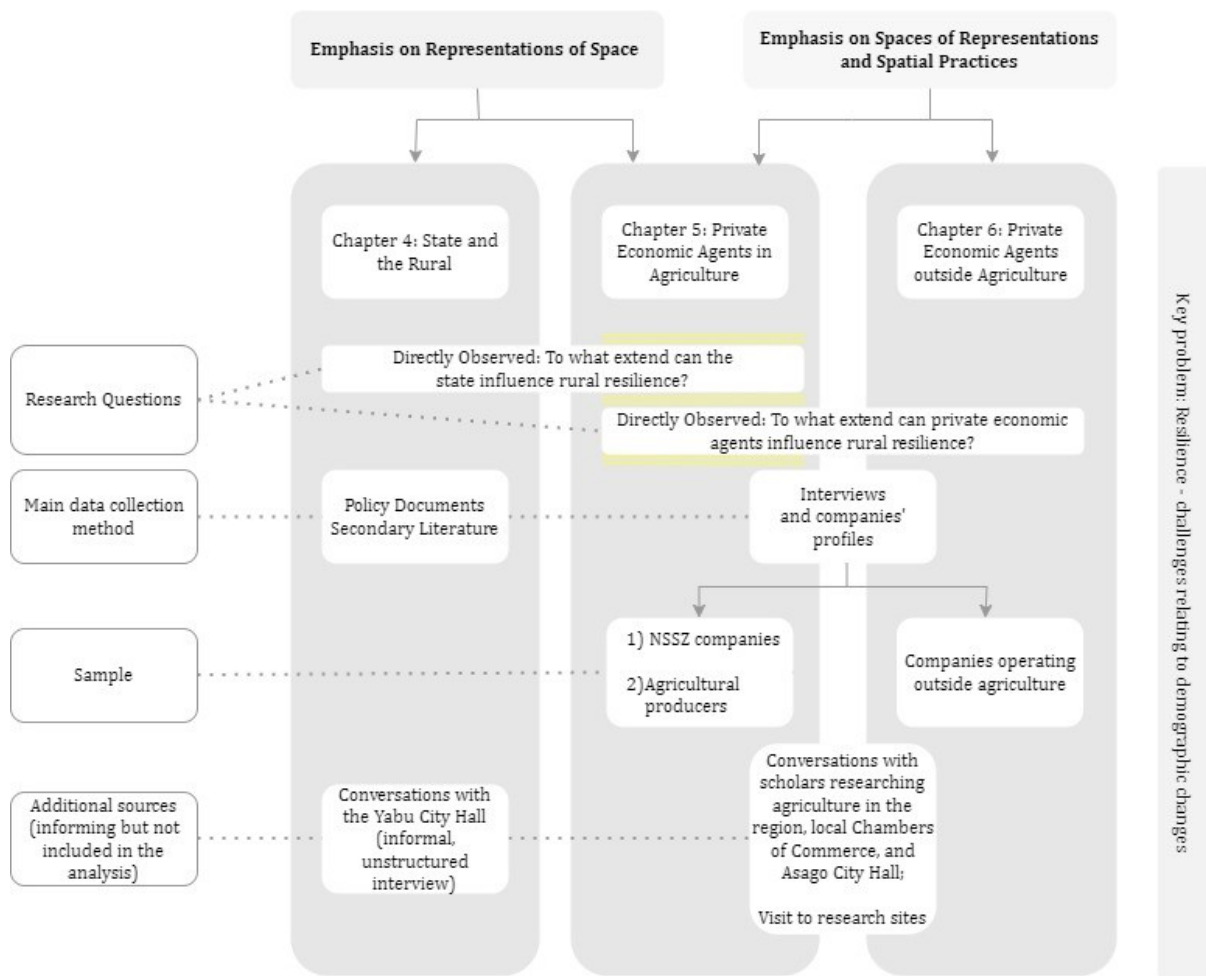 Emphasis on Representations of Space
Emphasis on Spaces of Representations
and Spatial Practices
Chapter 4: State and
the Rural
Chapter 5: Private
Economic Agents in
Agriculture
Chapter 6: Private
Economic Agents
outside Agriculture
Research Questions
Directly Observed: To what extend can the
state influence rural resilience?
Directly Observed: To what extend can private economic
agents influence rural resilience?
Main data collection
method
Policy Documents
Secondary Literature
Interviews
and companies'
profiles
Sample
1) NSSZ companies
2)Agricultural
producers
Companies operating
outside agriculture
Additional sources
(informing but not
included in the
analysis)
Conversations with
the Yabu City Hall
(informal,
unstructured
interview)
Conversations with
scholars researching
agriculture in the
region, local Chambers
of Commerce, and
Asago City Hall;
Visit to research sites
Key problem: Resilience - challenges relating to demographic changes